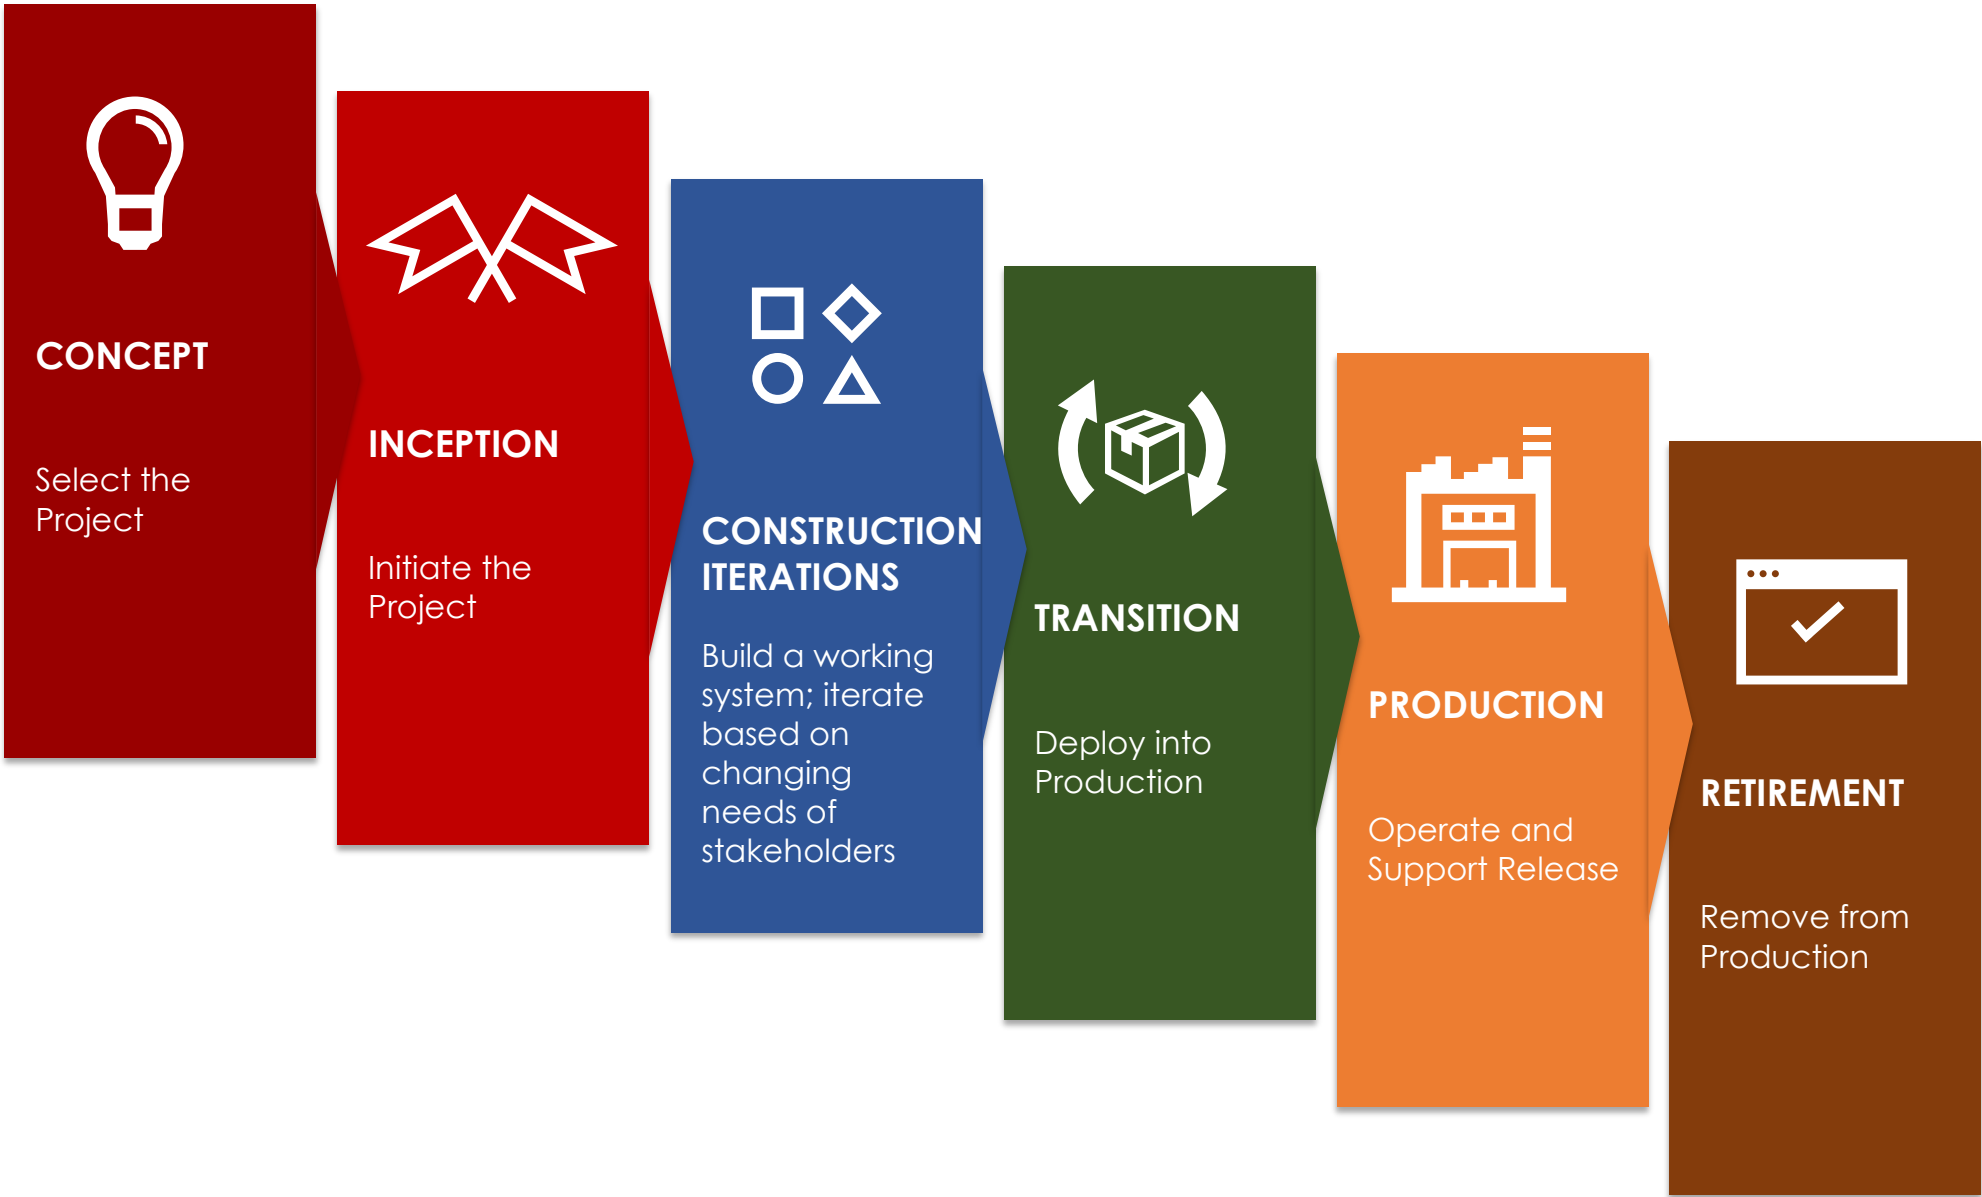 CONCEPT
Select the
Project
INCEPTION
Initiate the
Project
CONSTRUCTION
ITERATIONS
Build a working
system; iterate
based on
changing
needs of
stakeholders
TRANSITION
Deploy into
Production
PRODUCTION
Operate and
Support Release
RETIREMENT
Remove from
Production